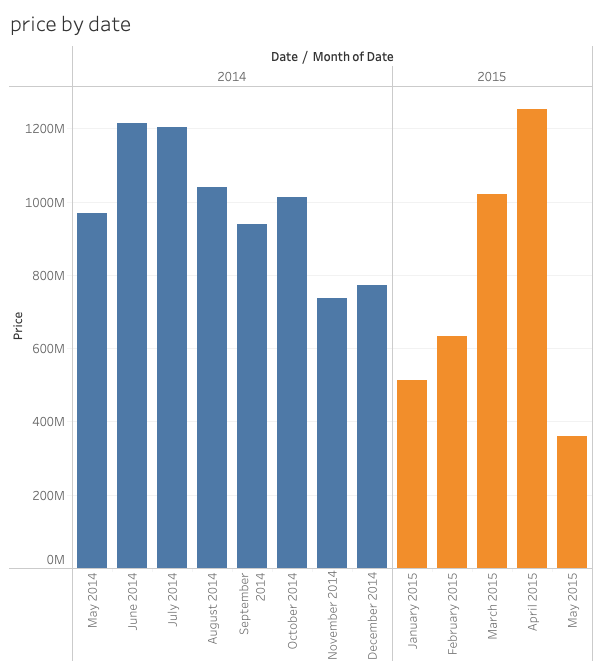 price by date
Date / Month of Date
2014
2015
Price
1200M
1000M
800M
600M
400M
200M
0M
May 2014
June 2014
July 2014
August 2014
September
2014
October 2014
November 2014
December 2014
January 2015
February 2015
March 2015
April 2015
May 2015